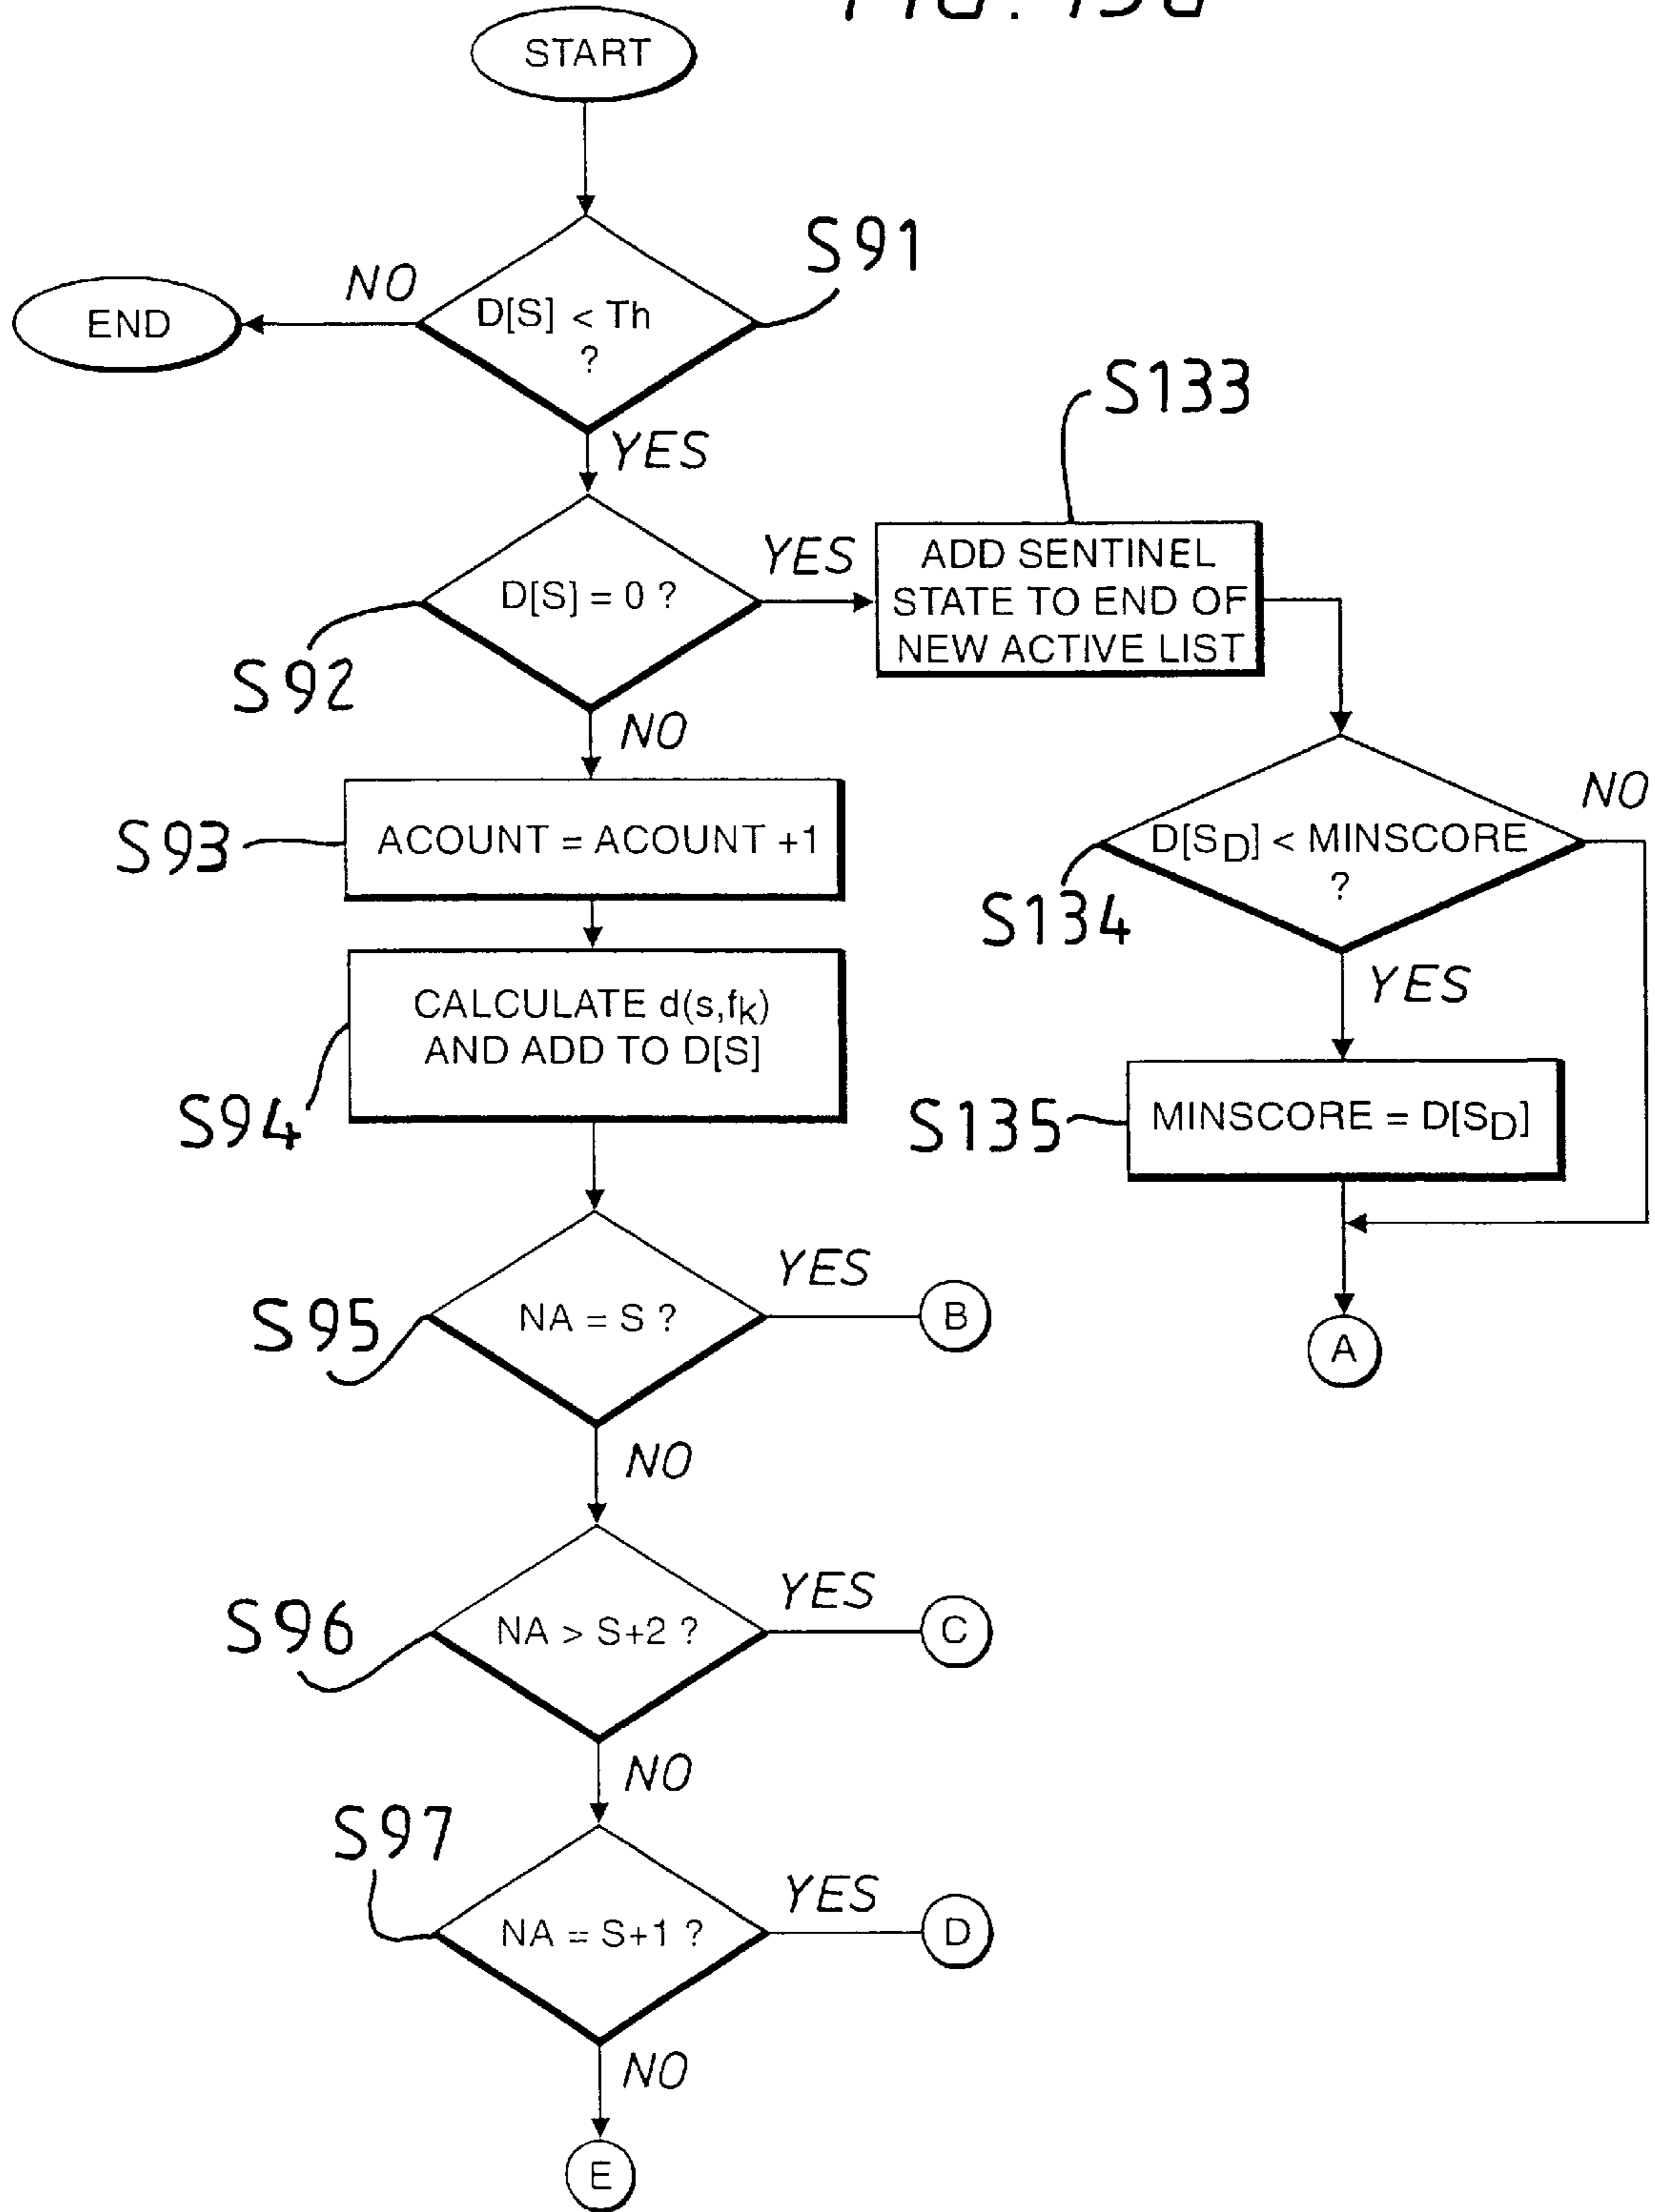 START
S91
NO
D[S] < Th
?
END
YES
S133
D[S] = 0 ?
YES
ADD SENTINEL
STATE TO END OF
NEW ACTIVE LIST
S92
NO
S93
ACOUNT = ACOUNT +1
D[SD] < MINSCORE
?
NO
S134
YES
CALCULATE d(s,fk)
AND ADD TO D[S]
S94
S135
MINSCORE = D[SD]
S95
NA = S ?
YES
B
A
NO
S96
NA > S+2 ?
YES
C
NO
S97
NA = S+1 ?
YES
D
NO
E